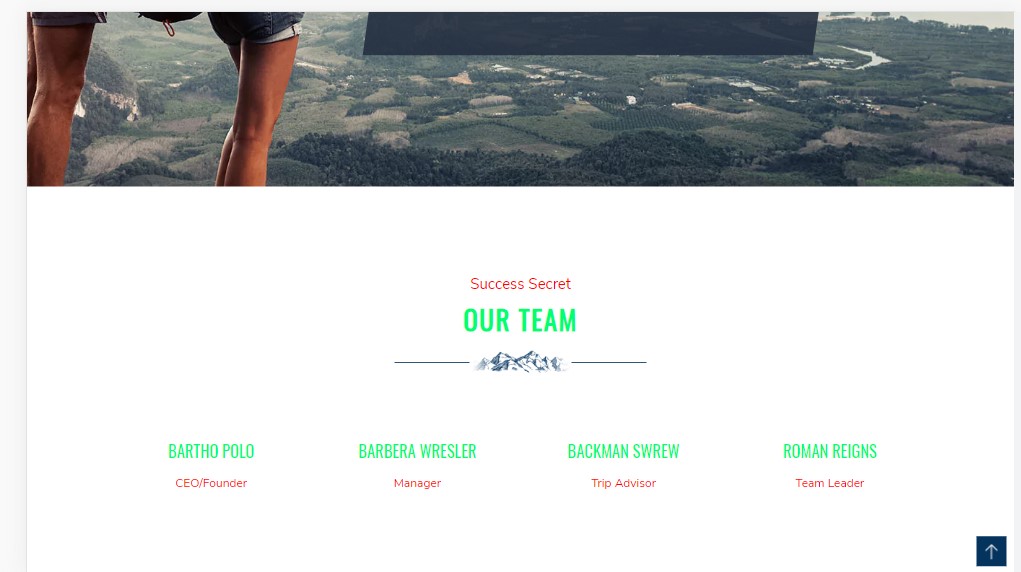 Success Secret
OUR TEAM
BARTHO POLO
BARBERA WRESLER
BACKMAN SWREW
ROMAN REIGNS
CEO/Founder
Manager
Trip Advisor
Team Leader